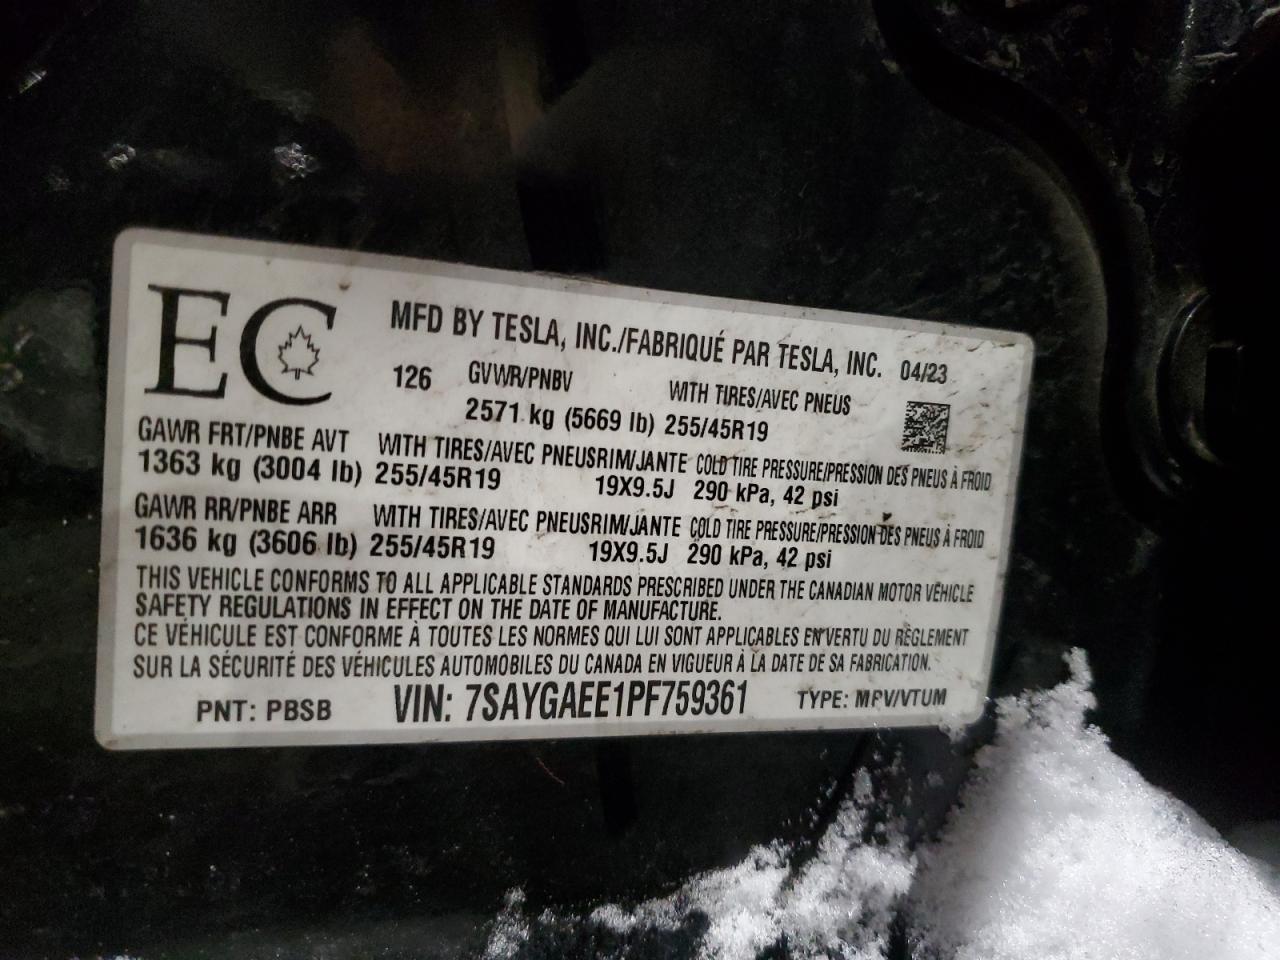 EC
MFD BY TESLA, INC./FABRIQUÉ PAR TESLA, INC. 04/23
126 GVWR/PNBV WITH TIRES/AVEC PNEUS
2571 kg (5669 lb) 255/45R19
GAWR FRT/PNBE AVT WITH TIRES/AVEC PNEUS RIM/JANTE COLD TIRE PRESSURE/PRESSION DES PNEUS À FROID
1363 kg (3004 lb) 255/45R19 19X9.5J 290 kPa, 42 psi
GAWR RR/PNBE ARR WITH TIRES/AVEC PNEUS RIM/JANTE COLD TIRE PRESSURE/PRESSION DES PNEUS À FROID
1636 kg (3606 lb) 255/45R19 19X9.5J 290 kPa, 42 psi
THIS VEHICLE CONFORMS TO ALL APPLICABLE STANDARDS PRESCRIBED UNDER THE CANADIAN MOTOR VEHICLE
SAFETY REGULATIONS IN EFFECT ON THE DATE OF MANUFACTURE.
CE VÉHICULE EST CONFORME À TOUTES LES NORMES QUI LUI SONT APPLICABLES EN VERTU DU RÈGLEMENT
SUR LA SÉCURITÉ DES VÉHICULES AUTOMOBILES DU CANADA EN VIGUEUR À LA DATE DE SA FABRICATION.
PNT: PBSB VIN: 7SAYGAEE1PF759361 TYPE: MPV/VTUM